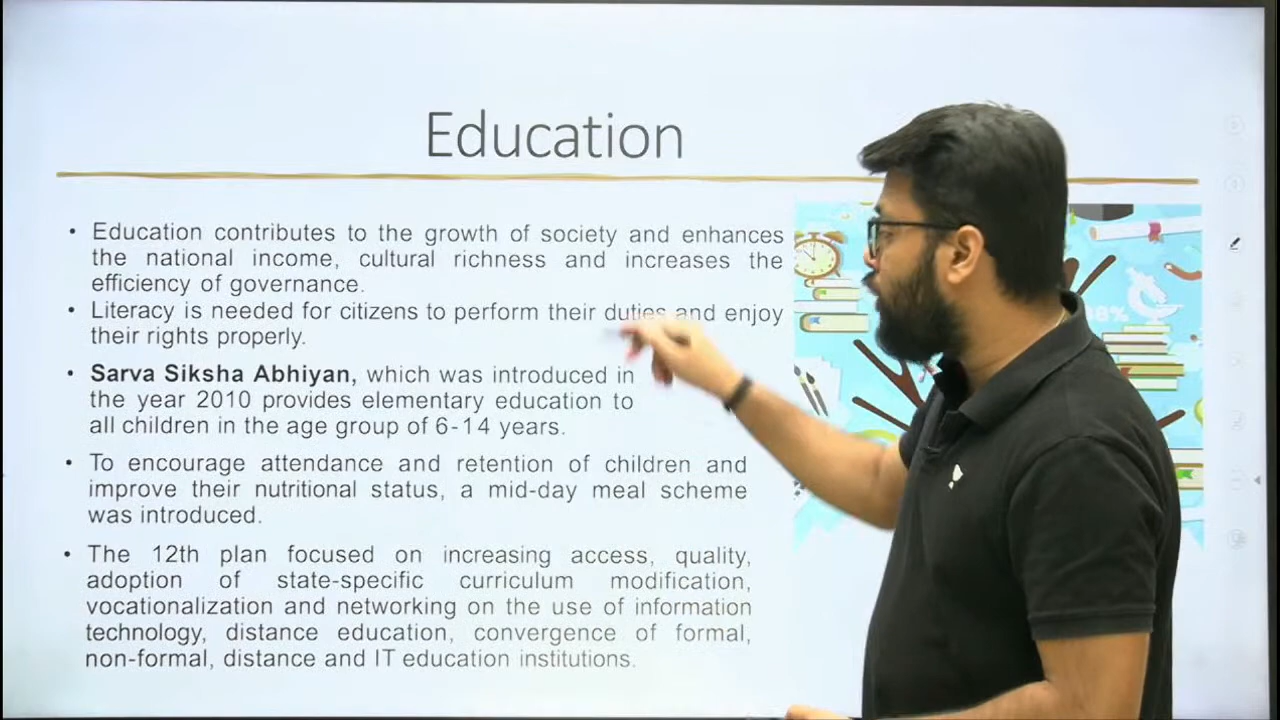 Education
• Education contributes to the growth of society and enhances
the national income, cultural richness and increases the
efficiency of governance.
• Literacy is needed for citizens to perform their duties and enjoy
their rights properly.
• Sarva Siksha Abhiyan, which was introduced in
the year 2010 provides elementary education to
all children in the age group of 6-14 years.
• To encourage attendance and retention of children and
improve their nutritional status, a mid-day meal scheme
was introduced.
• The 12th plan focused on increasing access, quality,
adoption of state-specific curriculum modification,
vocationalization and networking on the use of information
technology, distance education, convergence of formal,
non-formal, distance and IT education institutions.